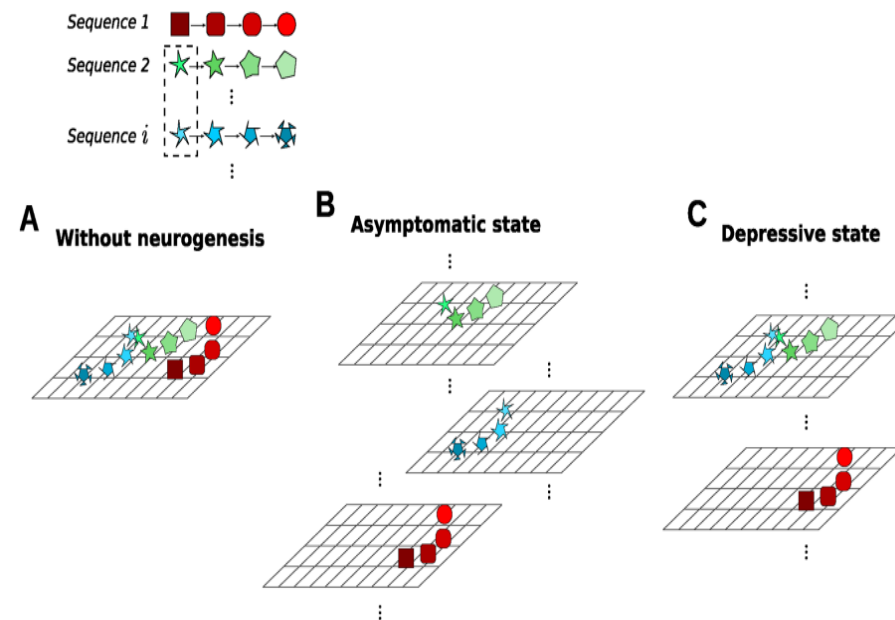 Sequence 1
Sequence 2
Sequence i
A
Without neurogenesis
B
Asymptomatic state
C
Depressive state